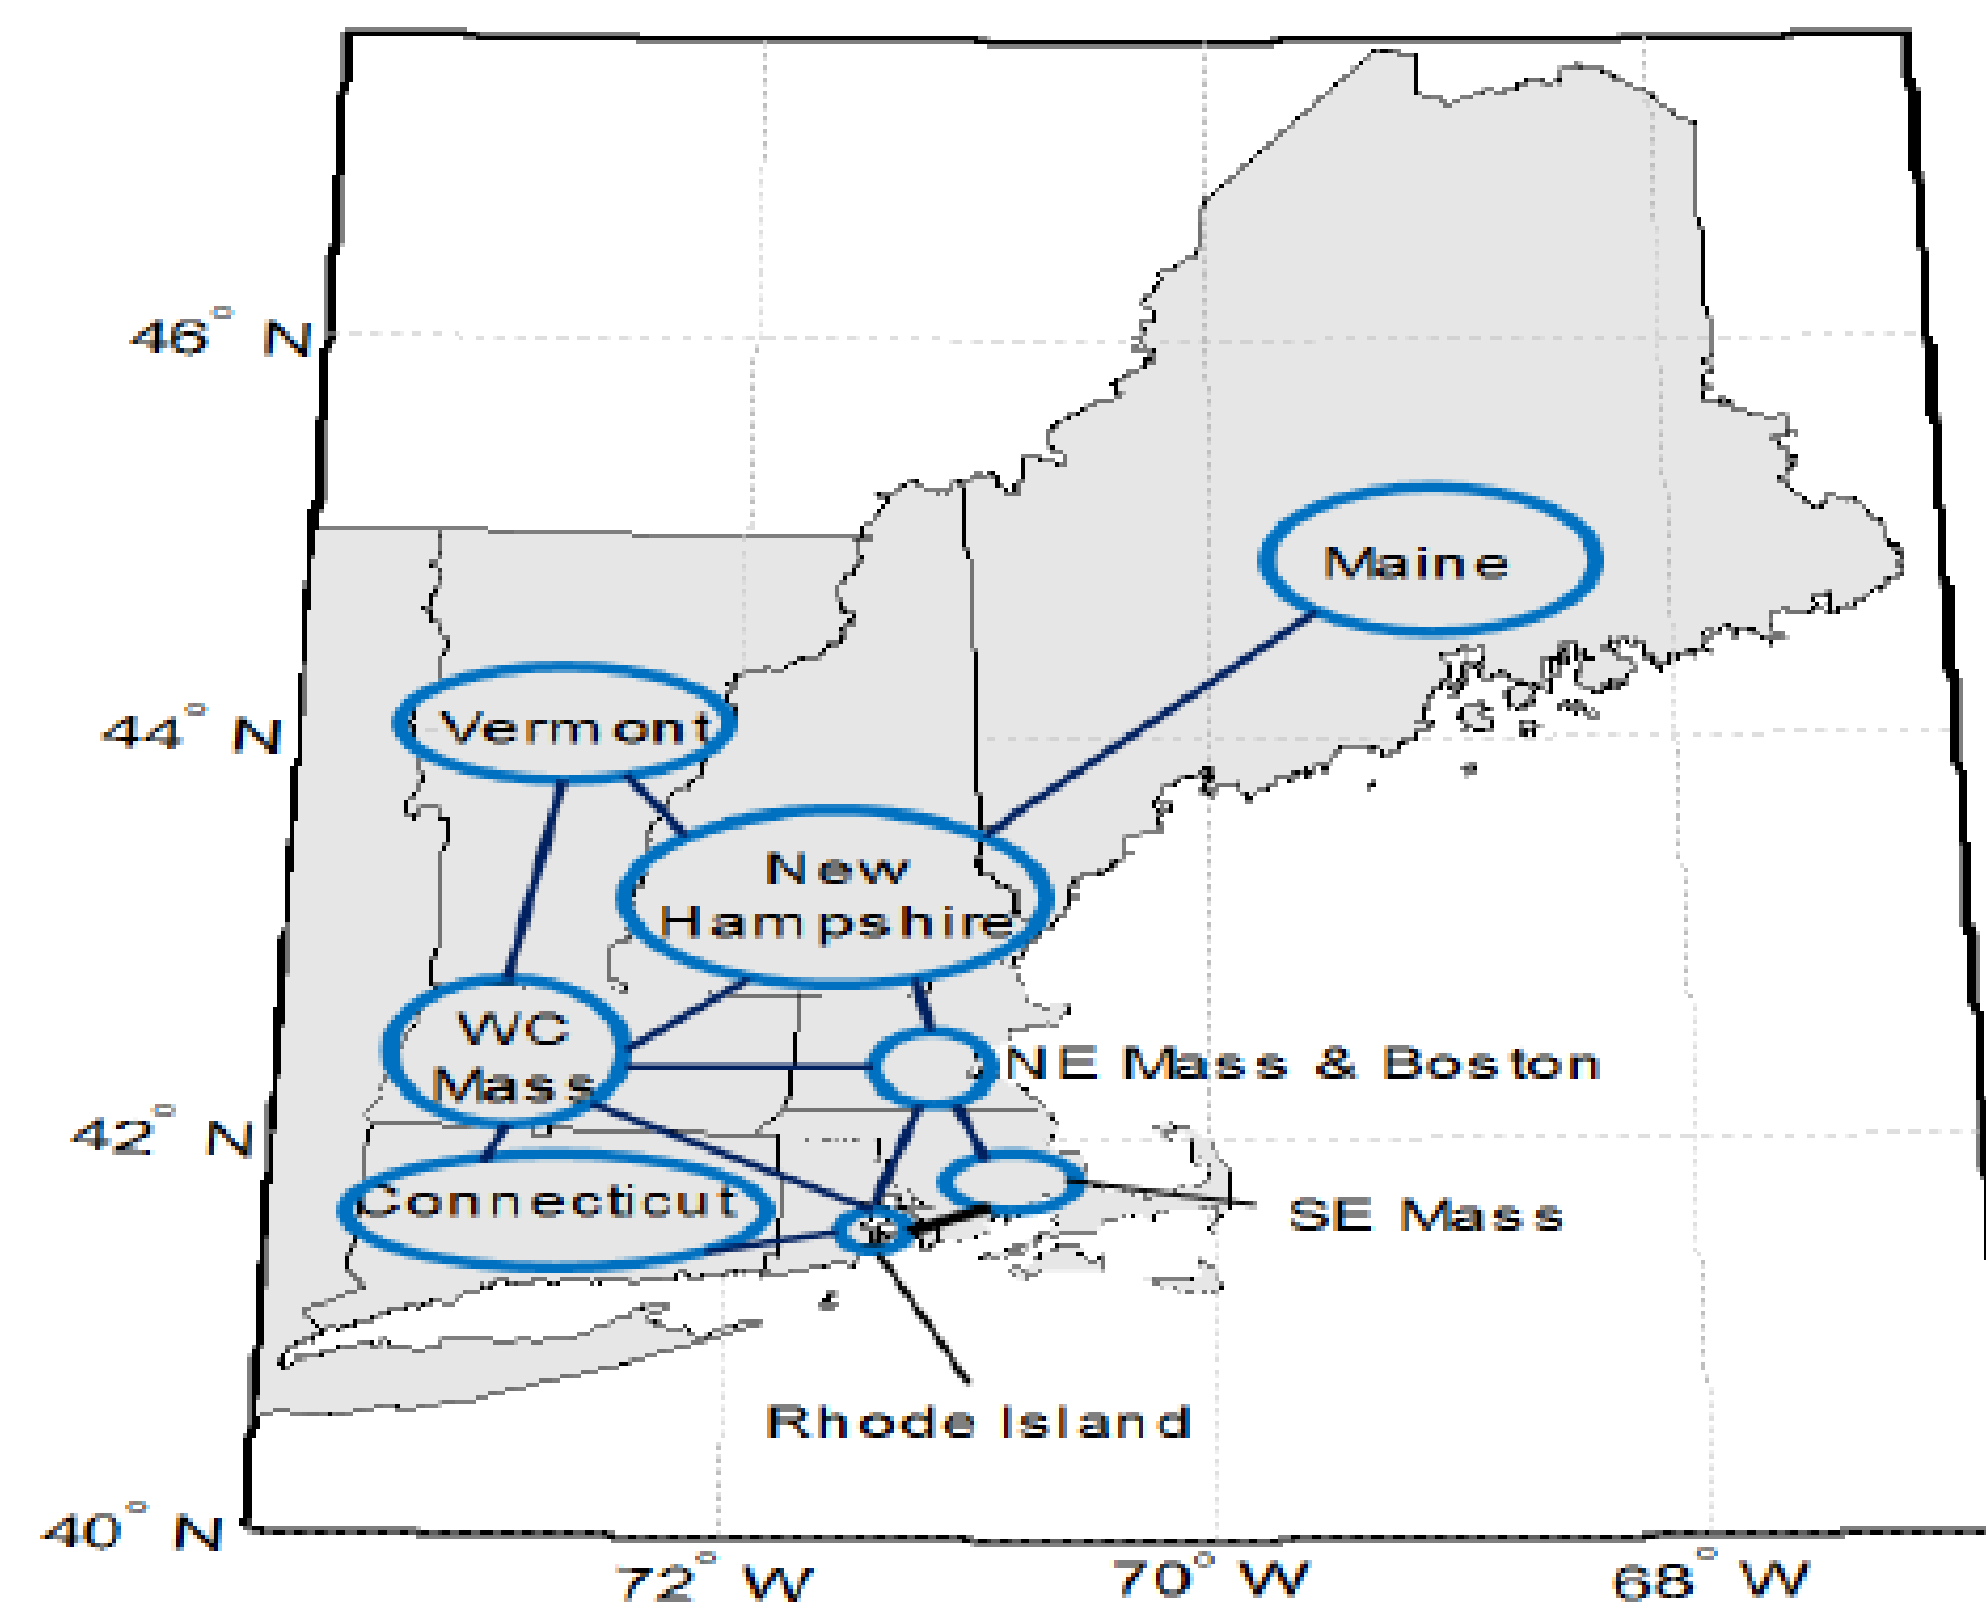 46° N
Maine
Vermont
44° N
New
Hampshire
WC
Mass
NE Mass & Boston
42° N
Connecticut
SE Mass
Rhode Island
40° N
72° W
70° W
68° W